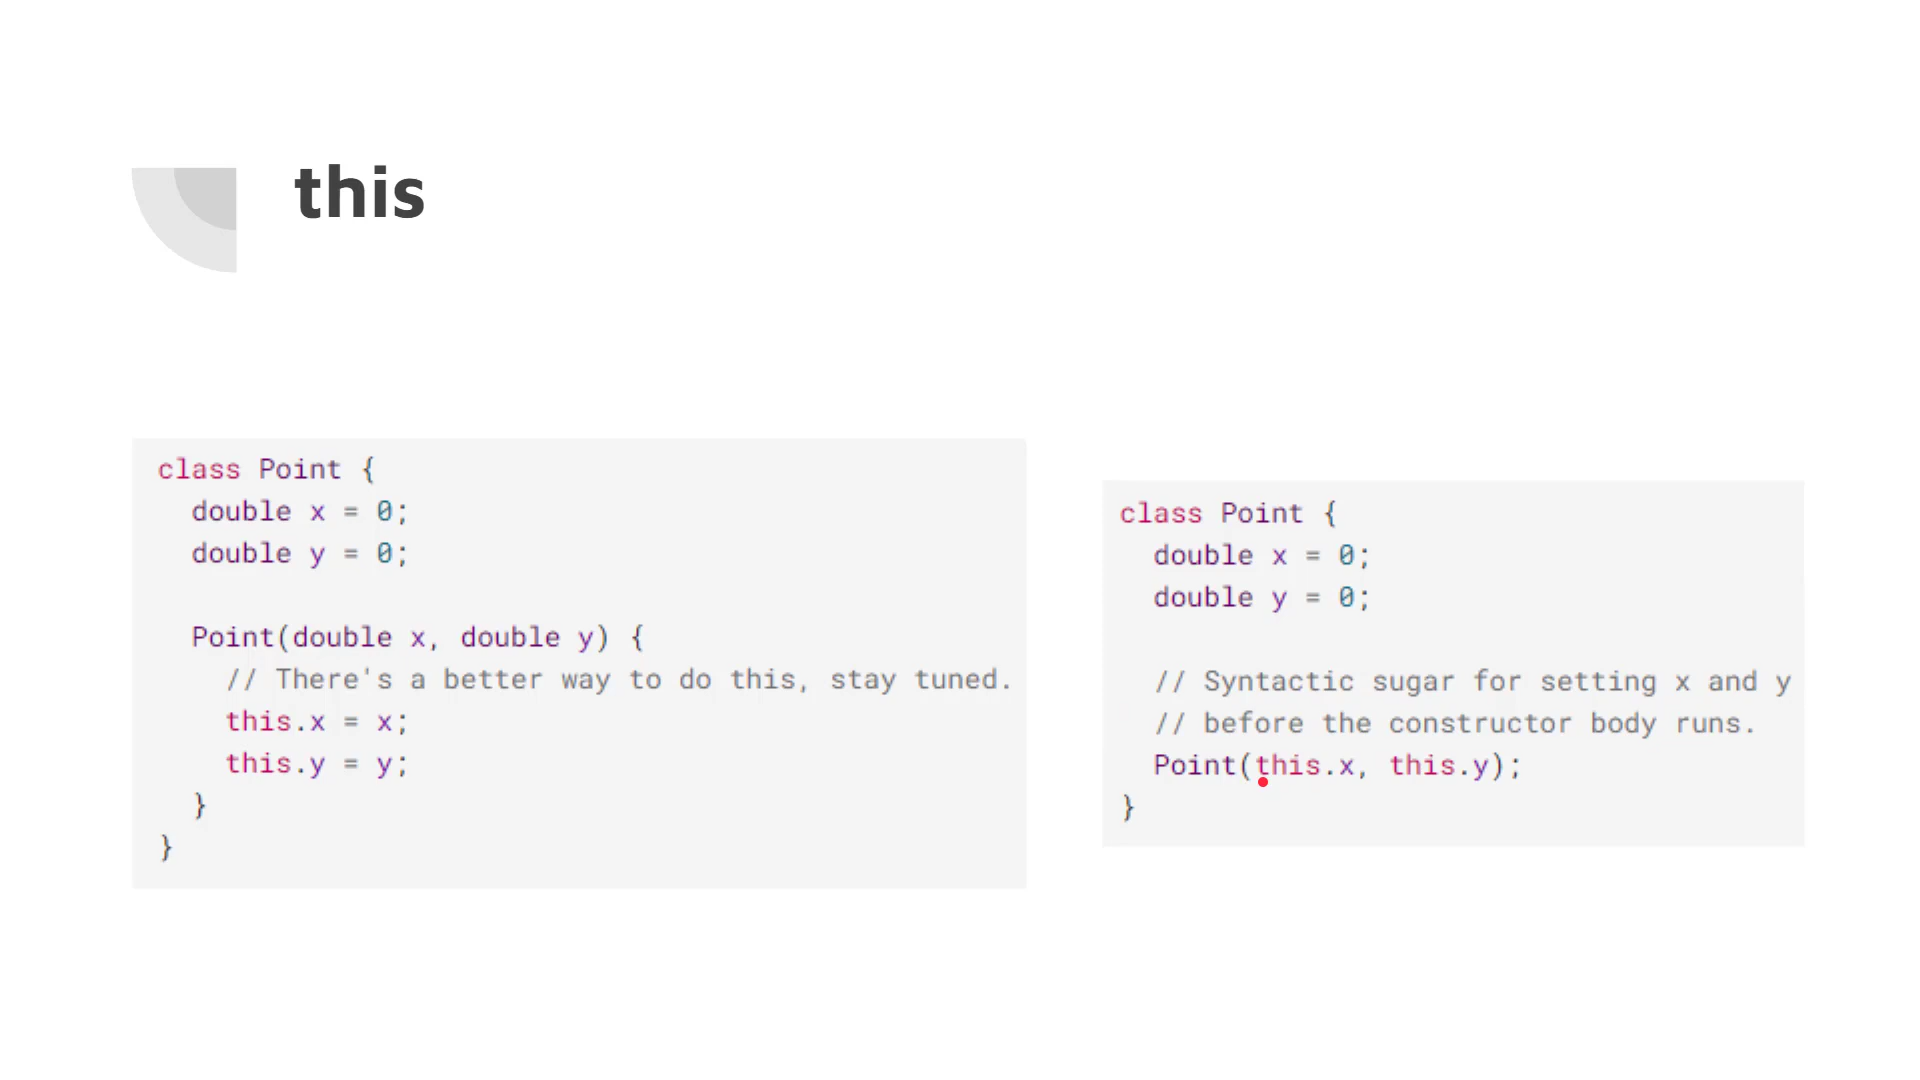 this
class Point {
  double x = 0;
  double y = 0;

  Point(double x, double y) {
    // There's a better way to do this, stay tuned.
    this.x = x;
    this.y = y;
  }
}
class Point {
  double x = 0;
  double y = 0;

  // Syntactic sugar for setting x and y
  // before the constructor body runs.
  Point(this.x, this.y);
}